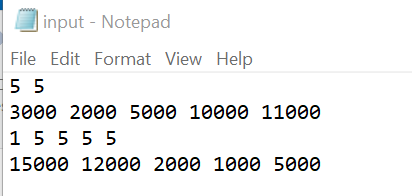 input - Notepad
File Edit Format View Help
5 5
3000 2000 5000 10000 11000
1 5 5 5 5
15000 12000 2000 1000 5000